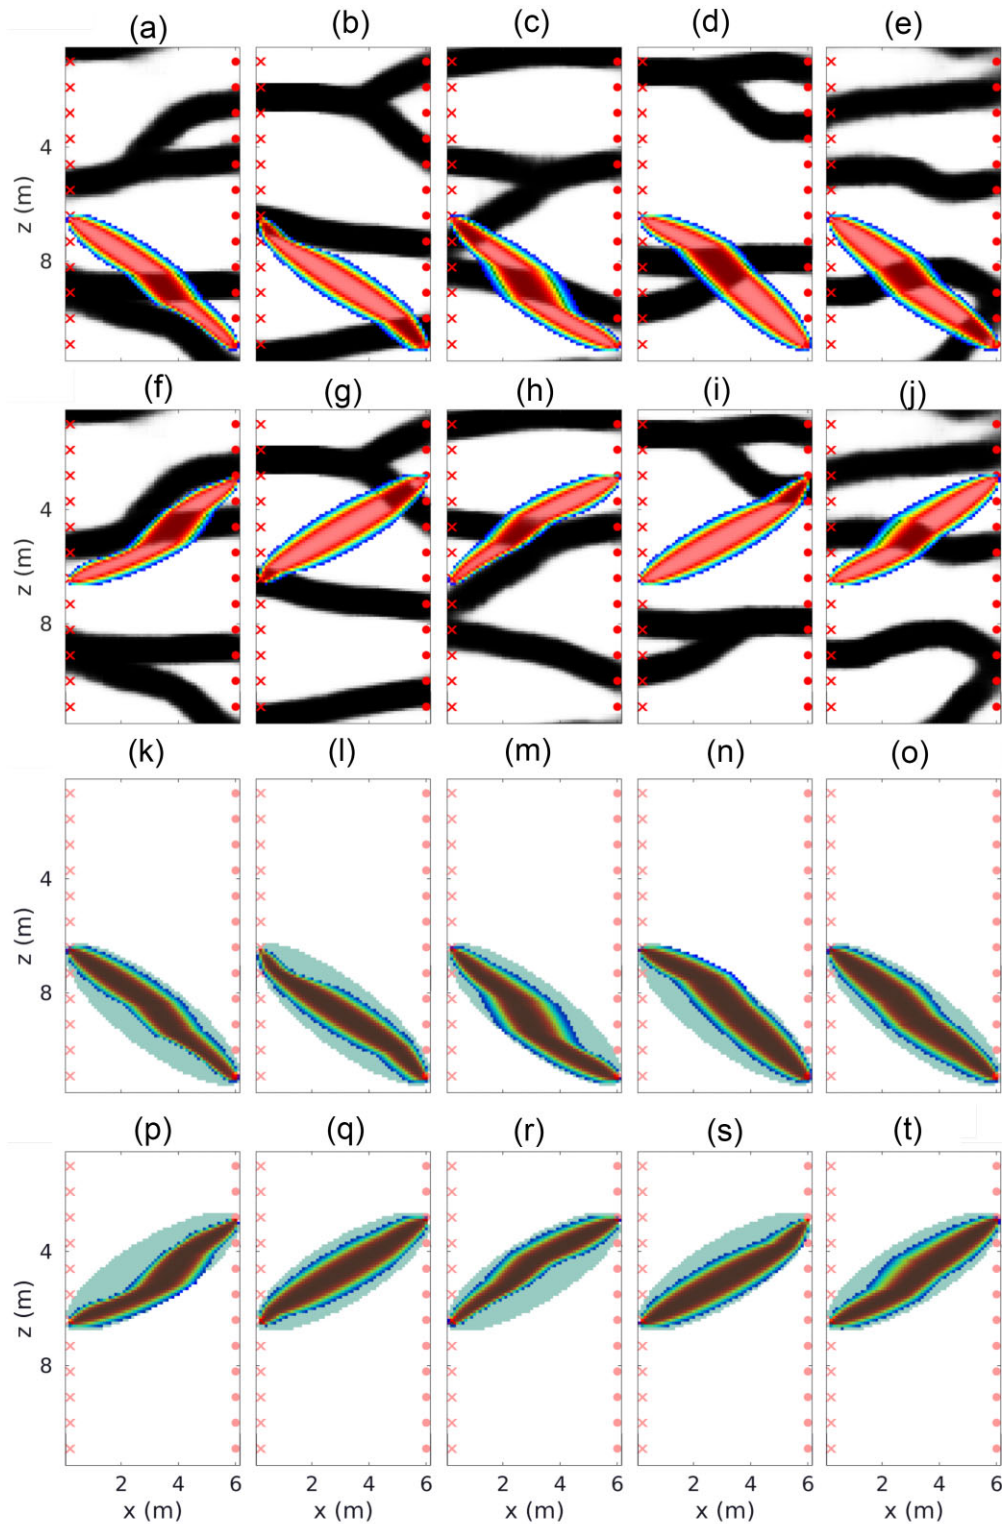 (a) (b) (c) (d) (e)
4
z (m)
8
(f) (g) (h) (i) (j)
4
z (m)
8
(k) (l) (m) (n) (o)
4
z (m)
8
(p) (q) (r) (s) (t)
4
z (m)
8
2 4 6 2 4 6 2 4 6 2 4 6 2 4 6
x (m) x (m) x (m) x (m) x (m)